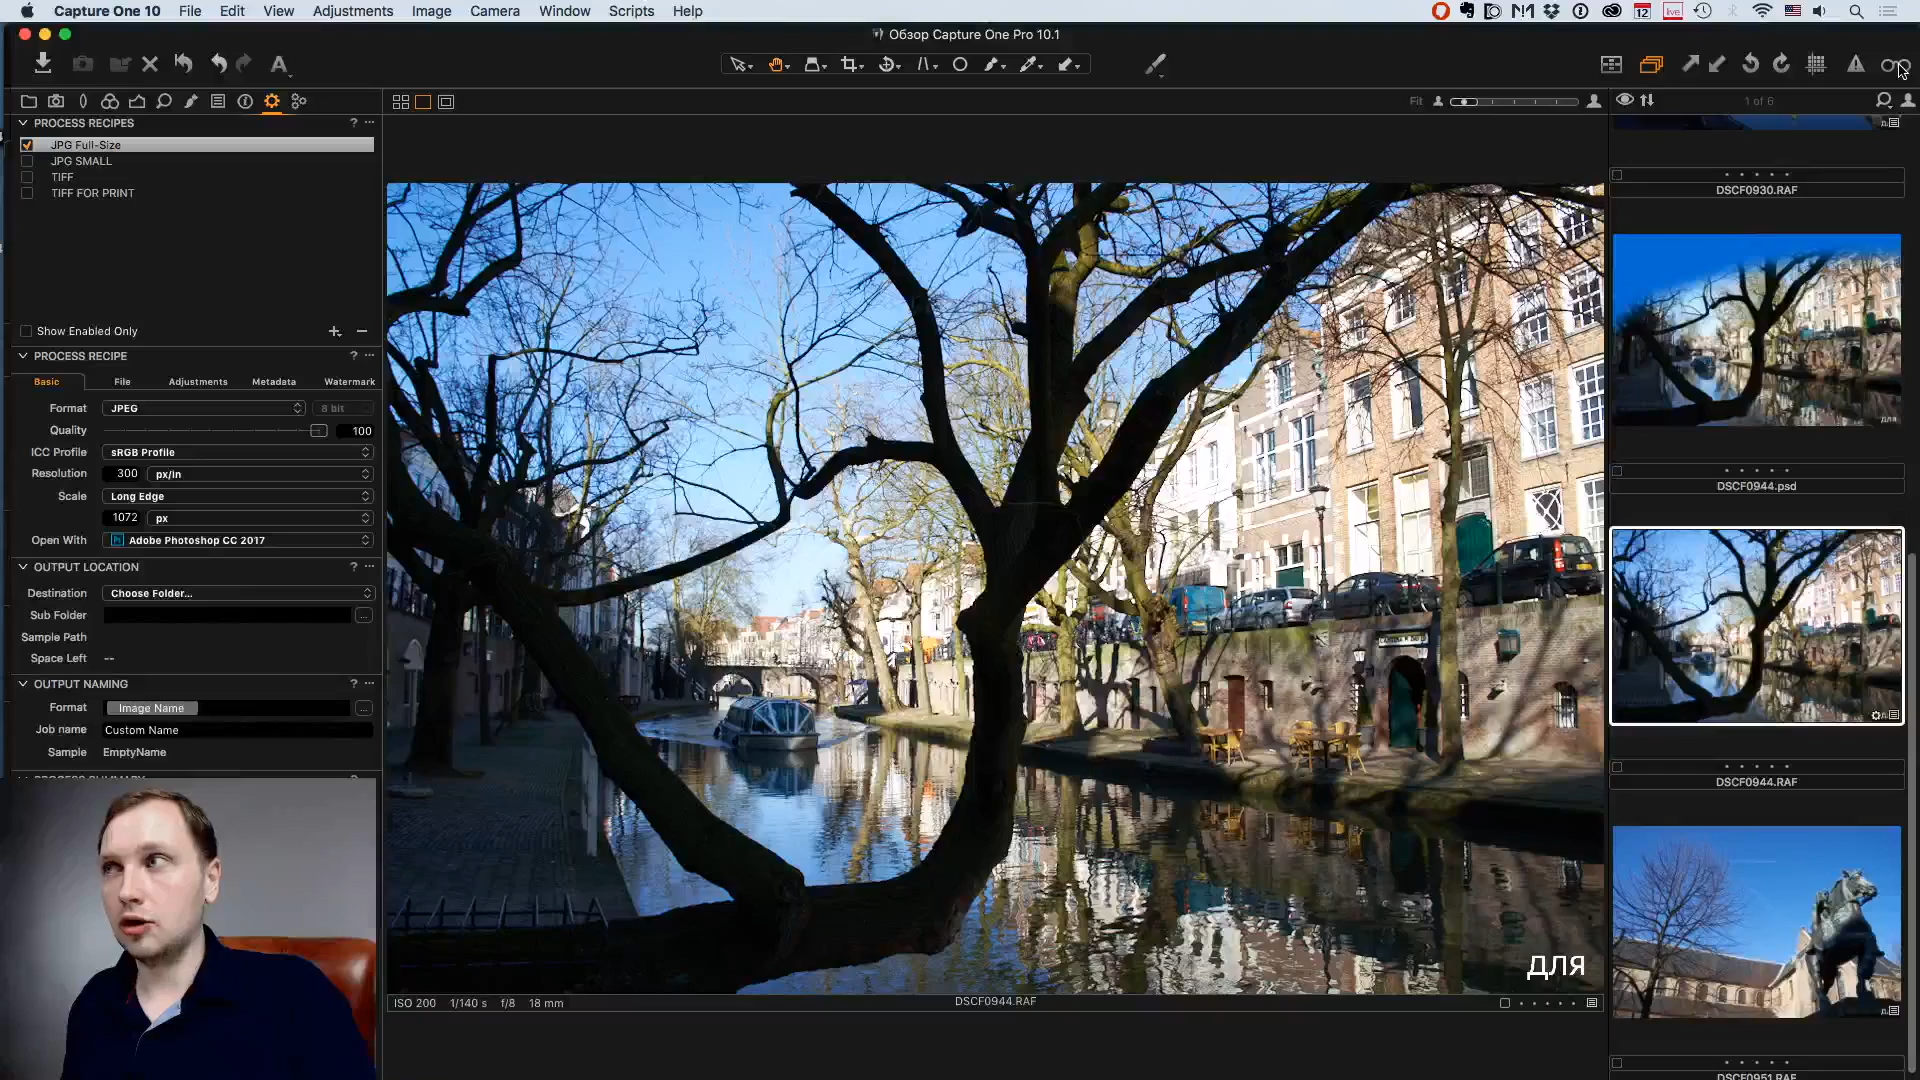 Capture One 10 File Edit View Adjustments Image Camera Window Scripts Help
12 live
Обзор Capture One Pro 10.1
Fit
1 of 6
PROCESS RECIPES ?
JPG Full-Size
JPG SMALL
TIFF
TIFF FOR PRINT
Show Enabled Only
PROCESS RECIPE ?
Basic File Adjustments Metadata Watermark
Format JPEG 8 bit
Quality 100
ICC Profile sRGB Profile
Resolution 300 px/in
Scale Long Edge
1072 px
Open With Adobe Photoshop CC 2017
OUTPUT LOCATION ?
Destination Choose Folder...
Sub Folder
Sample Path
Space Left --
OUTPUT NAMING ?
Format Image Name
Job name Custom Name
Sample EmptyName
для
ISO 200 1/140 s f/8 18 mm
DSCF0944.RAF
DSCF0930.RAF
DSCF0944.psd
DSCF0944.RAF
DSCF0951.RAF